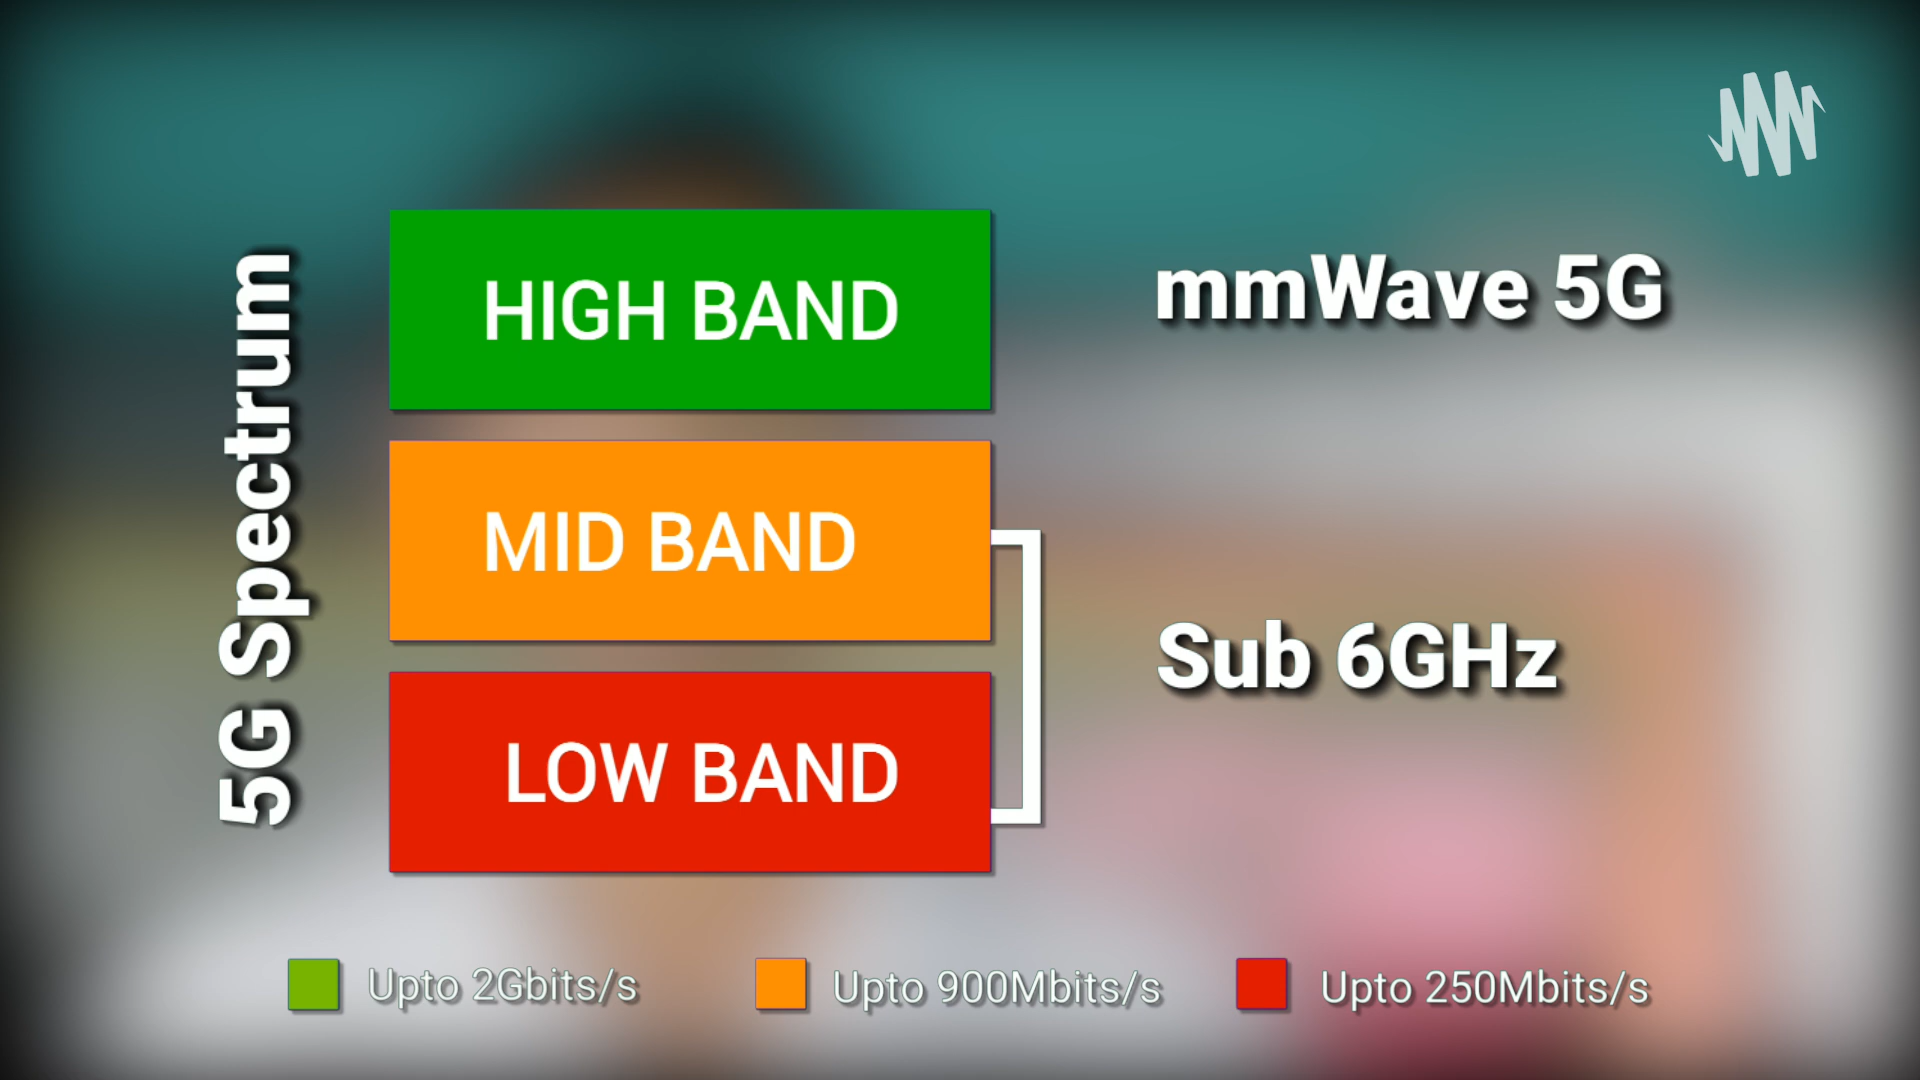 5G Spectrum
HIGH BAND
mmWave 5G
MID BAND
Sub 6GHz
LOW BAND
Upto 2Gbits/s
Upto 900Mbits/s
Upto 250Mbits/s